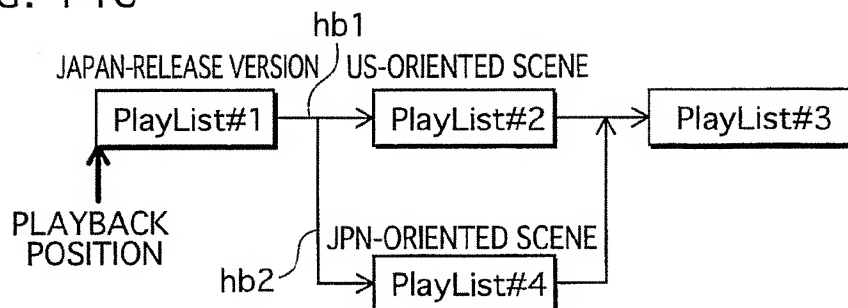 hb1
JAPAN-RELEASE VERSION US-ORIENTED SCENE
PlayList#1 PlayList#2 PlayList#3
PLAYBACK
POSITION
JPN-ORIENTED SCENE
hb2
PlayList#4